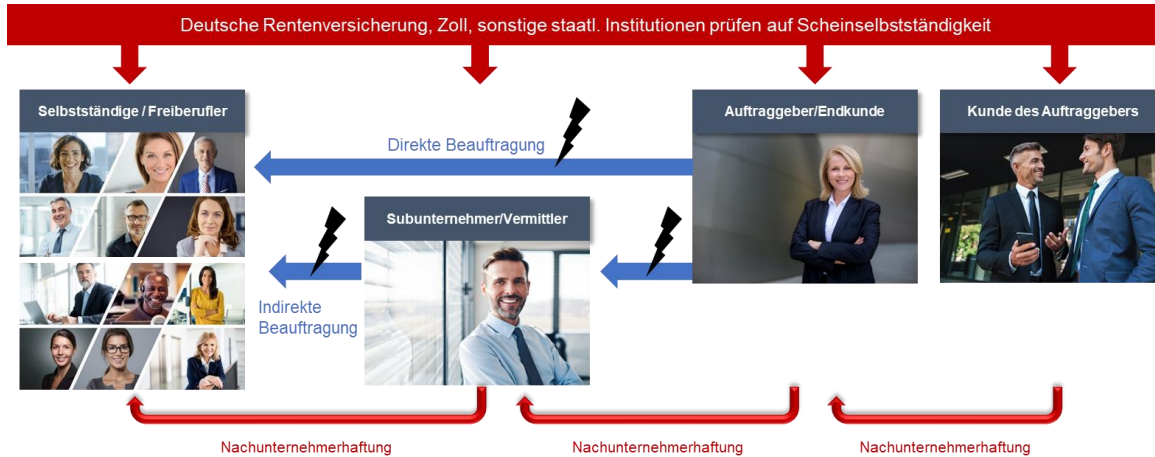 Deutsche Rentenversicherung, Zoll, sonstige staatl. Institutionen prüfen auf Scheinselbstständigkeit
Selbstständige / Freiberufler
Auftraggeber/Endkunde
Kunde des Auftraggebers
Direkte Beauftragung
Subunternehmer/Vermittler
Indirekte
Beauftragung
Nachunternehmerhaftung
Nachunternehmerhaftung
Nachunternehmerhaftung